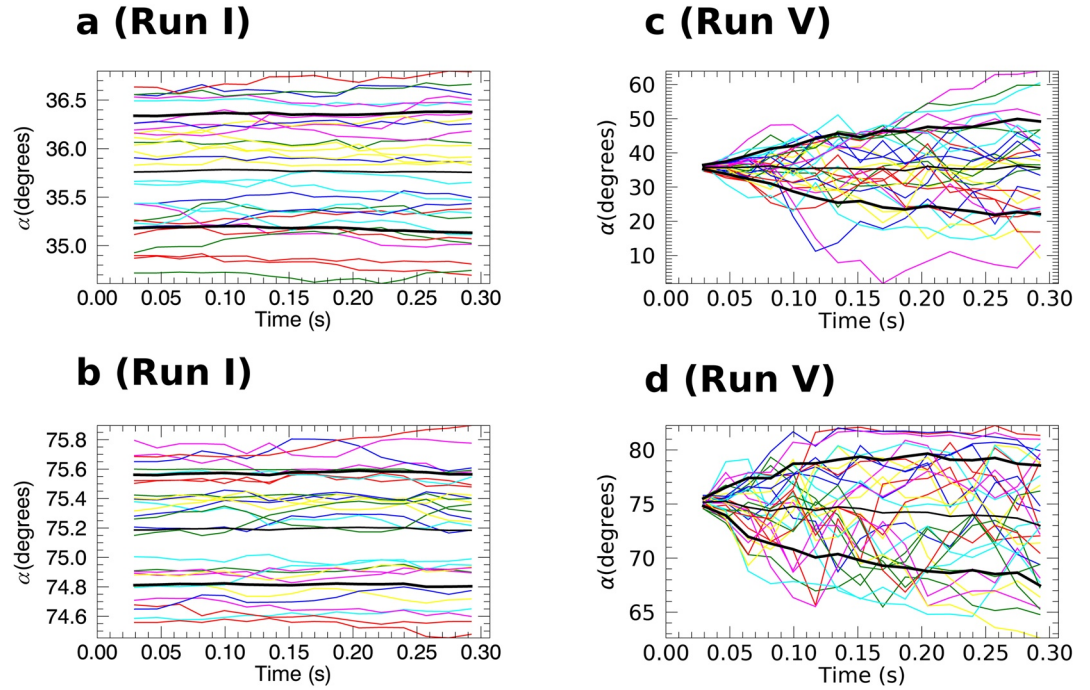 a (Run I)
36.5
36.0
35.5
35.0
α(degrees)
0.00 0.05 0.10 0.15 0.20 0.25 0.30
Time (s)
c (Run V)
60
50
40
30
20
10
α(degrees)
0.00 0.05 0.10 0.15 0.20 0.25 0.30
Time (s)
b (Run I)
75.8
75.6
75.4
75.2
75.0
74.8
74.6
α(degrees)
0.00 0.05 0.10 0.15 0.20 0.25 0.30
Time (s)
d (Run V)
80
75
70
65
α(degrees)
0.00 0.05 0.10 0.15 0.20 0.25 0.30
Time (s)